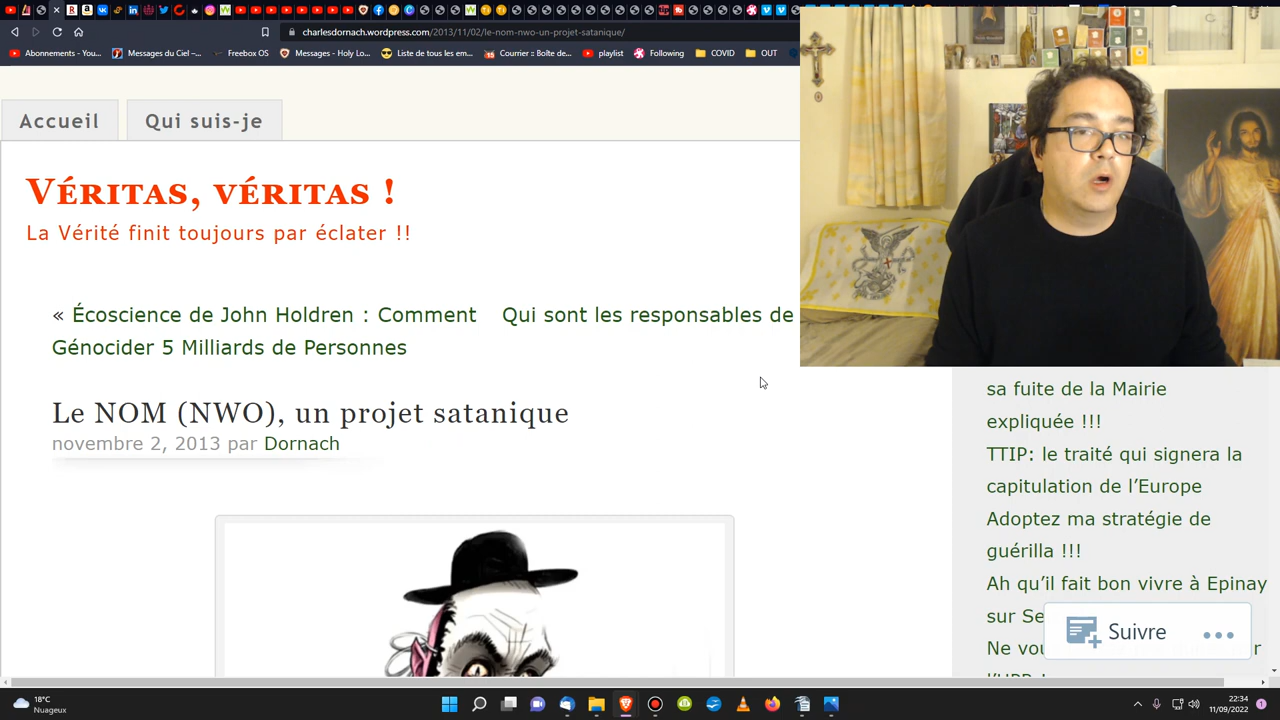 charlesdornach.wordpress.com/2013/11/02/le-nom-nwo-un-projet-satanique/
Abonnements - You...
Messages du Ciel –...
Freebox OS
Messages - Holy Lo...
Liste de tous les em...
Courrier :: Boîte de...
playlist
Following
COVID
OUT
Accueil
Qui suis-je
Véritas, véritas !
La Vérité finit toujours par éclater !!
« Écoscience de John Holdren : Comment
Génocider 5 Milliards de Personnes
Qui sont les responsables de
Le NOM (NWO), un projet satanique
novembre 2, 2013 par Dornach
sa fuite de la Mairie
expliquée !!!
TTIP: le traité qui signera la
capitulation de l’Europe
Adoptez ma stratégie de
guérilla !!!
Ah qu’il fait bon vivre à Epinay
sur Se
Ne vou
Suivre
18°C
Nuageux
22:34
11/09/2022